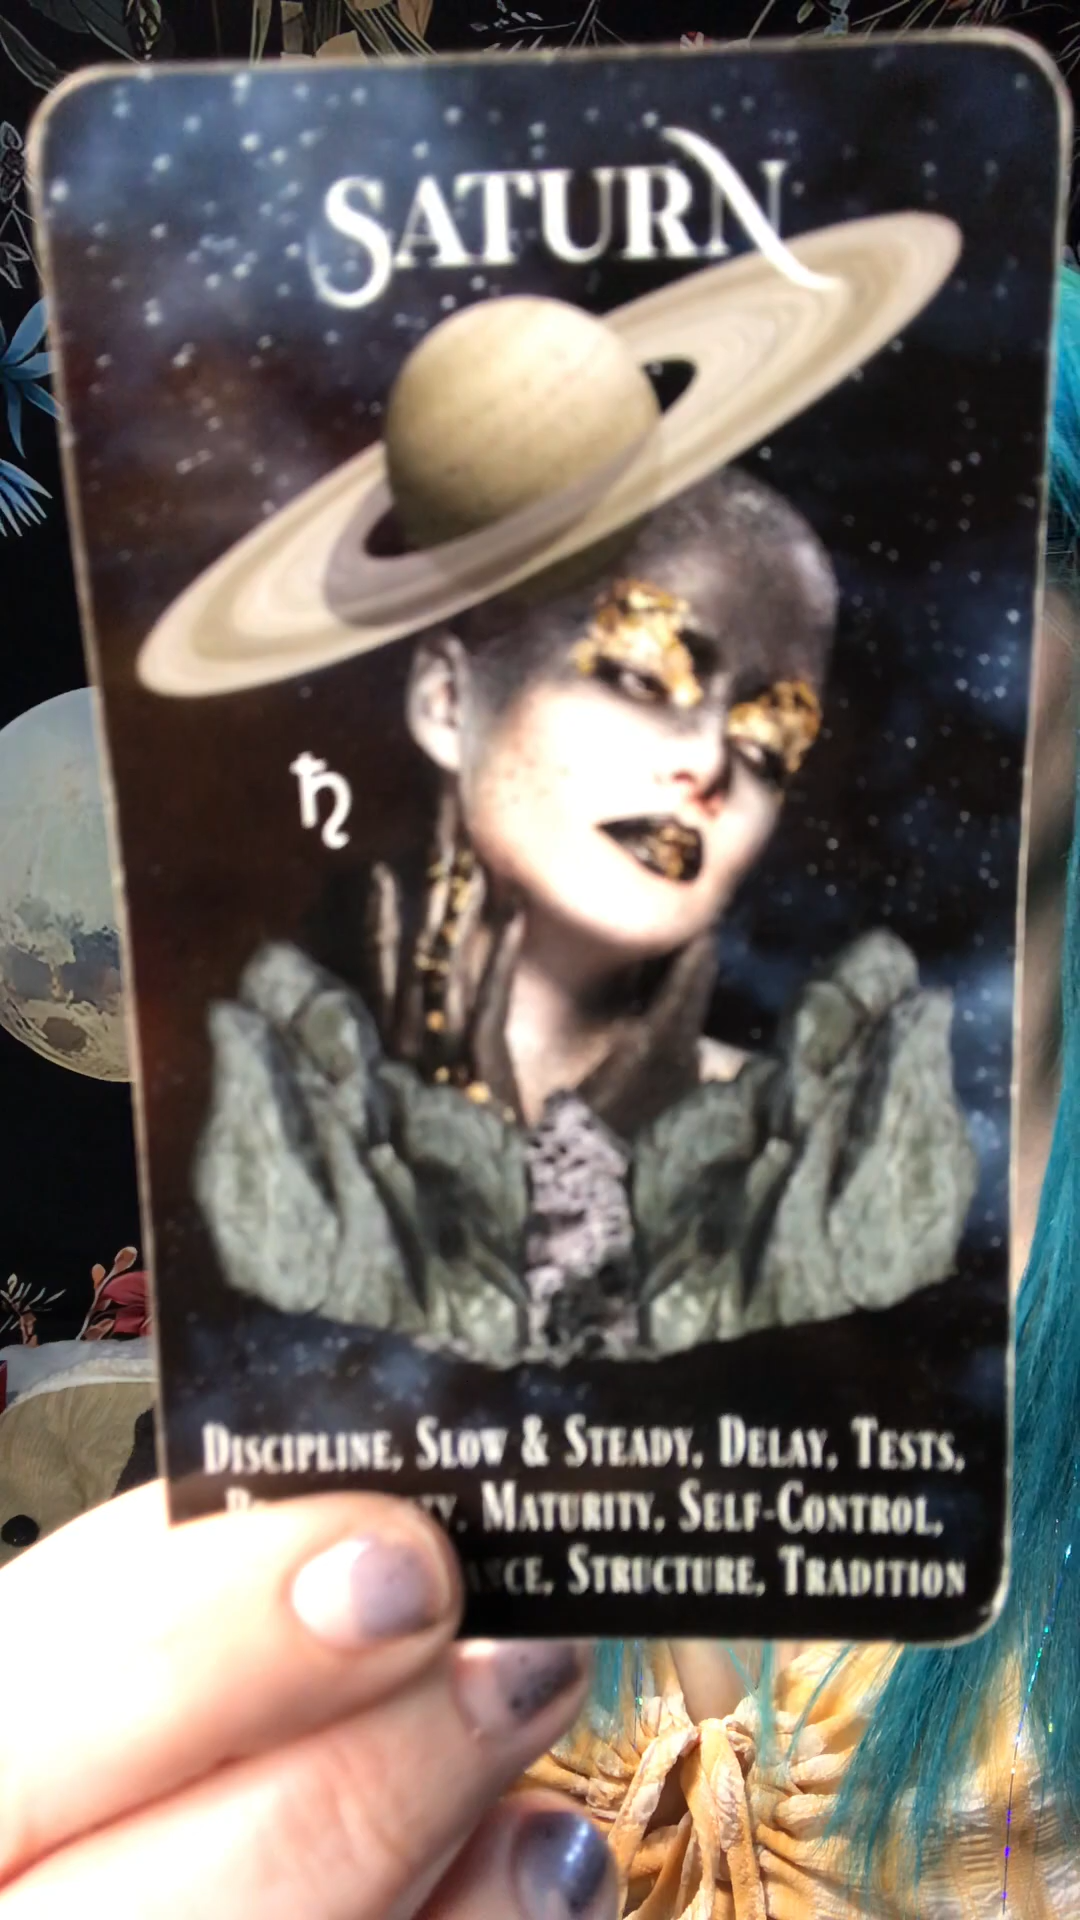 SATURN
♄
DISCIPLINE, SLOW & STEADY, DELAY, TESTS,
MATURITY, SELF-CONTROL,
STRUCTURE, TRADITION